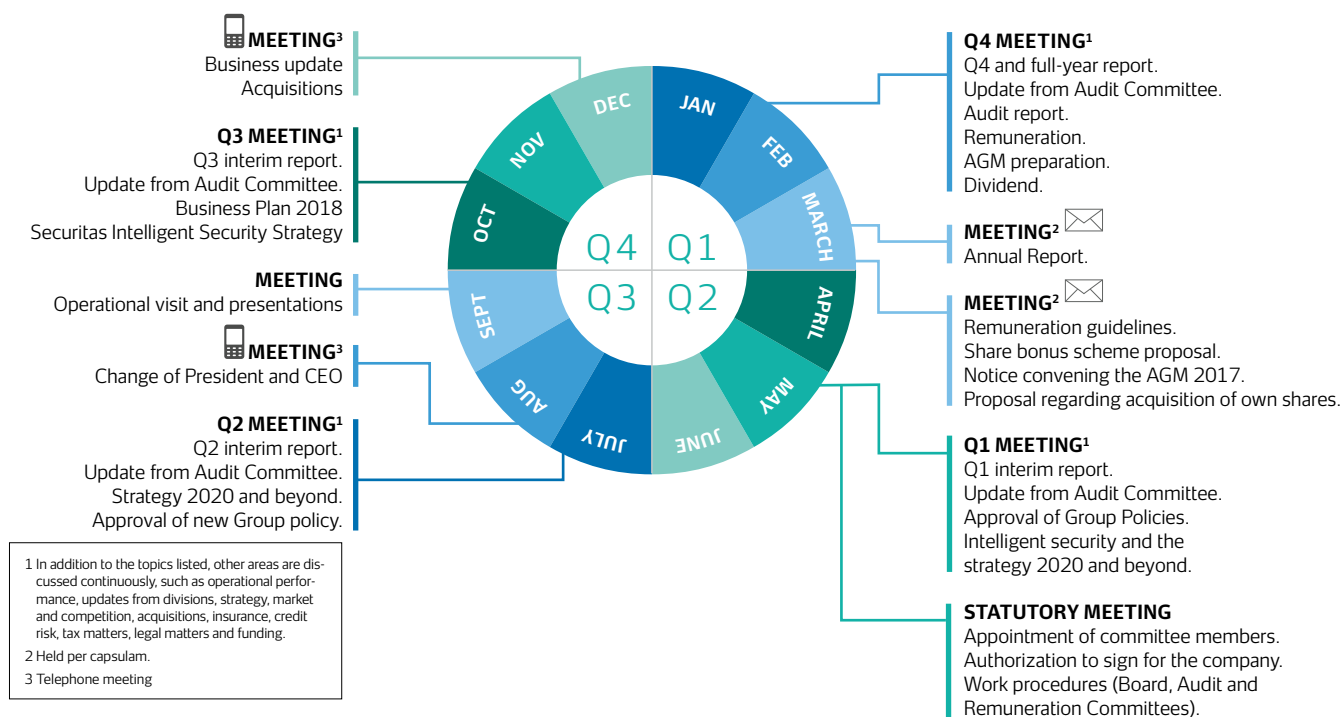 MEETING³
Business update
Acquisitions
Q3 MEETING¹
Q3 interim report.
Update from Audit Committee.
Business Plan 2018
Securitas Intelligent Security Strategy
MEETING
Operational visit and presentations
MEETING³
Change of President and CEO
Q2 MEETING¹
Q2 interim report.
Update from Audit Committee.
Strategy 2020 and beyond.
Approval of new Group policy.
1 In addition to the topics listed, other areas are dis-
cussed continuously, such as operational perfor-
mance, updates from divisions, strategy, market
and competition, acquisitions, insurance, credit
risk, tax matters, legal matters and funding.
2 Held per capsulam.
3 Telephone meeting
JAN
FEB
MARCH
APRIL
MAY
JUNE
JULY
AUG
SEPT
OCT
NOV
DEC
Q4
Q1
Q3
Q2
Q4 MEETING¹
Q4 and full-year report.
Update from Audit Committee.
Audit report.
Remuneration.
AGM preparation.
Dividend.
MEETING²
Annual Report.
MEETING²
Remuneration guidelines.
Share bonus scheme proposal.
Notice convening the AGM 2017.
Proposal regarding acquisition of own shares.
Q1 MEETING¹
Q1 interim report.
Update from Audit Committee.
Approval of Group Policies.
Intelligent security and the
strategy 2020 and beyond.
STATUTORY MEETING
Appointment of committee members.
Authorization to sign for the company.
Work procedures (Board, Audit and
Remuneration Committees).